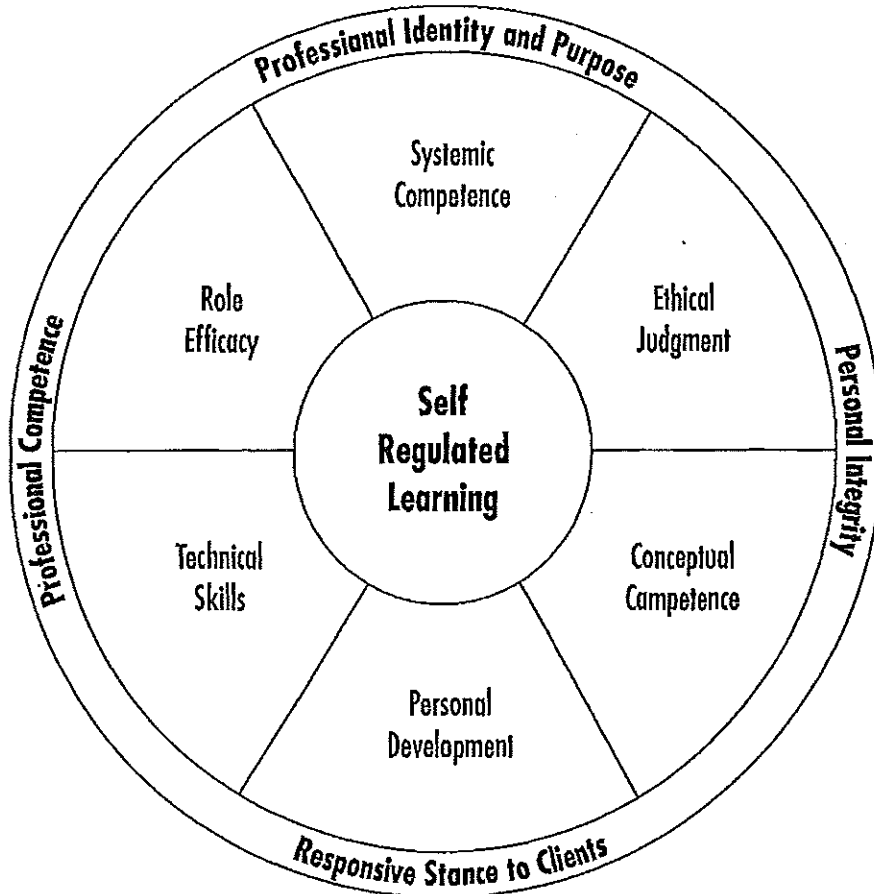 Professional Identity and Purpose
Systemic
Competence
Role
Efficacy
Ethical
Judgment
Professional Competence
Self
Regulated
Learning
Personal Integrity
Technical
Skills
Conceptual
Campetence
Personal
Development
Responsive Stance to Clients